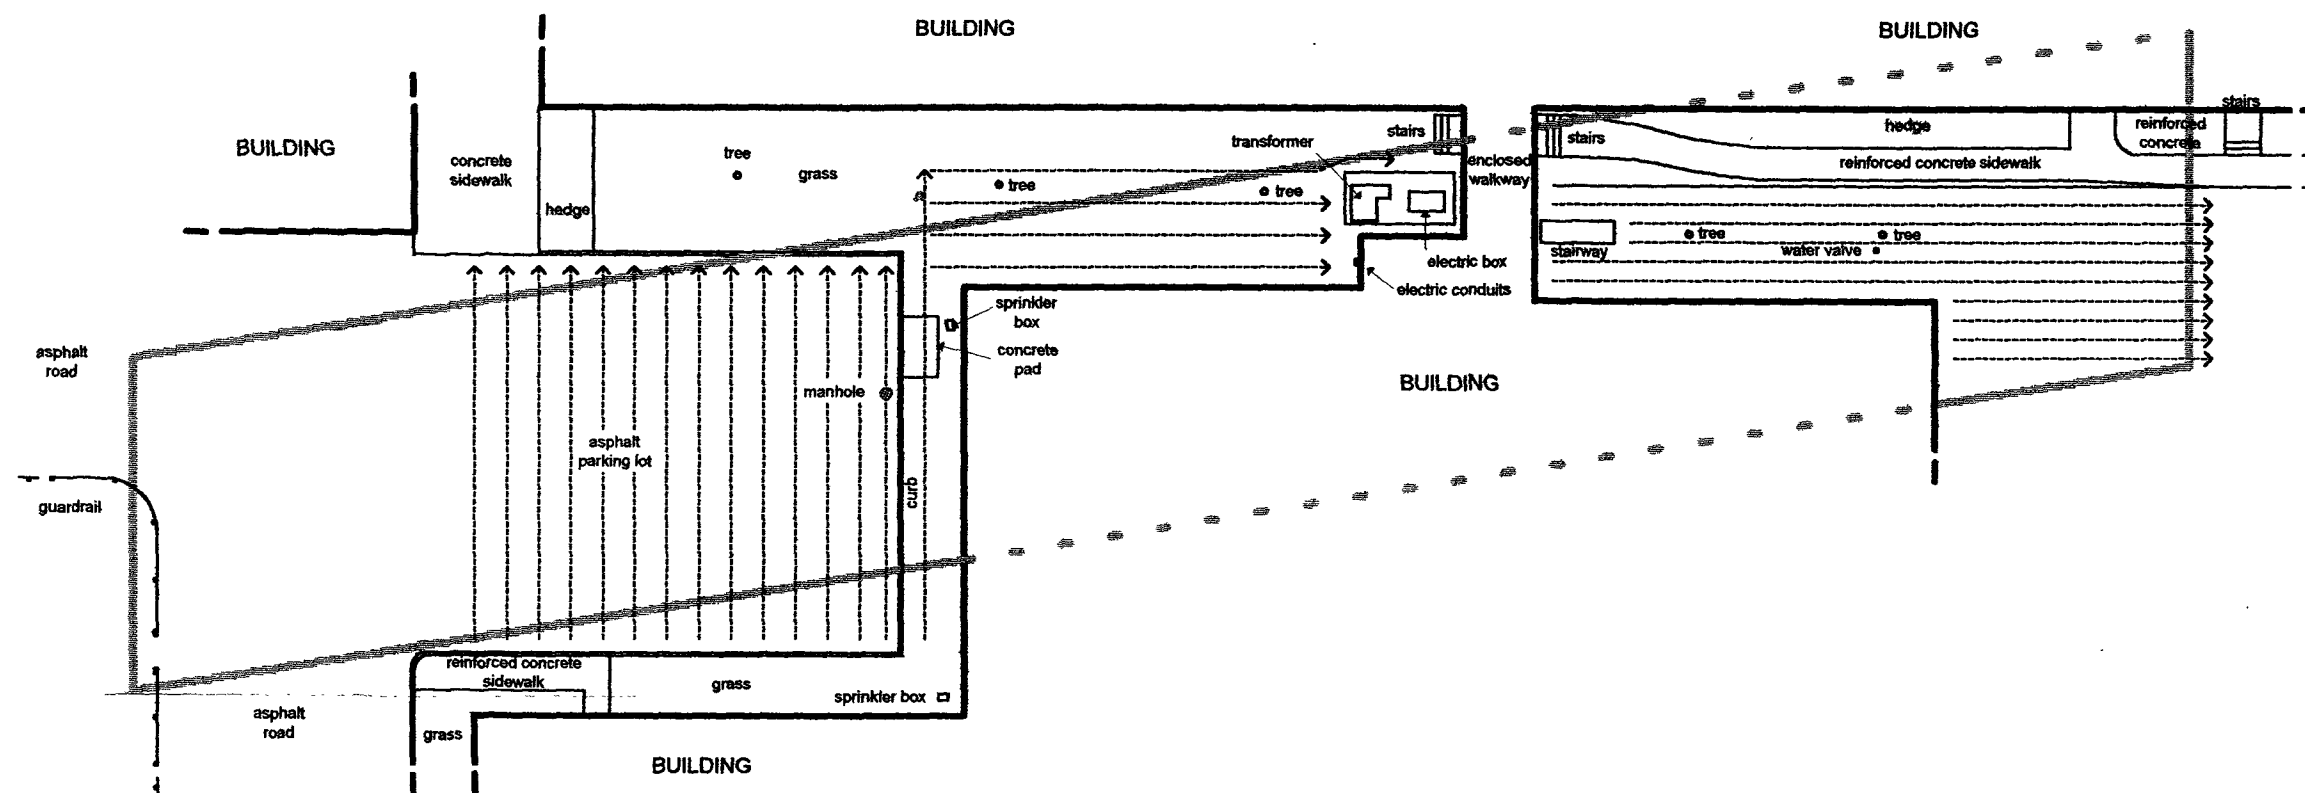 BUILDING
BUILDING
BUILDING
concrete
sidewalk
hedge
tree
grass
tree
tree
transformer
stairs
enclosed
walkway
stairs
hedge
reinforced concrete sidewalk
reinforced
concrete
stairs
stairway
tree
tree
water valve
electric box
electric conduits
sprinkler
box
concrete
pad
manhole
curb
asphalt
parking lot
asphalt
road
guardrail
BUILDING
reinforced concrete
sidewalk
grass
sprinkler box
asphalt
road
grass
BUILDING